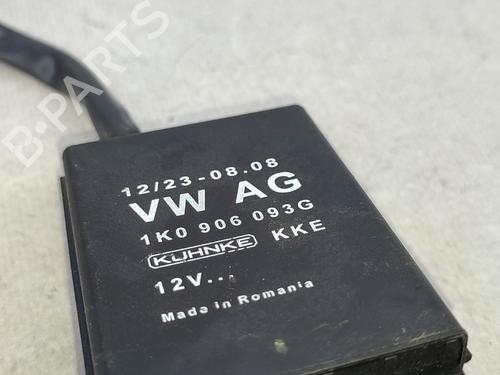 B-PARTS
12/23-08.08
VW AG
1K0 906 093G
KUHNKE KKE
12V...
Made in Romania